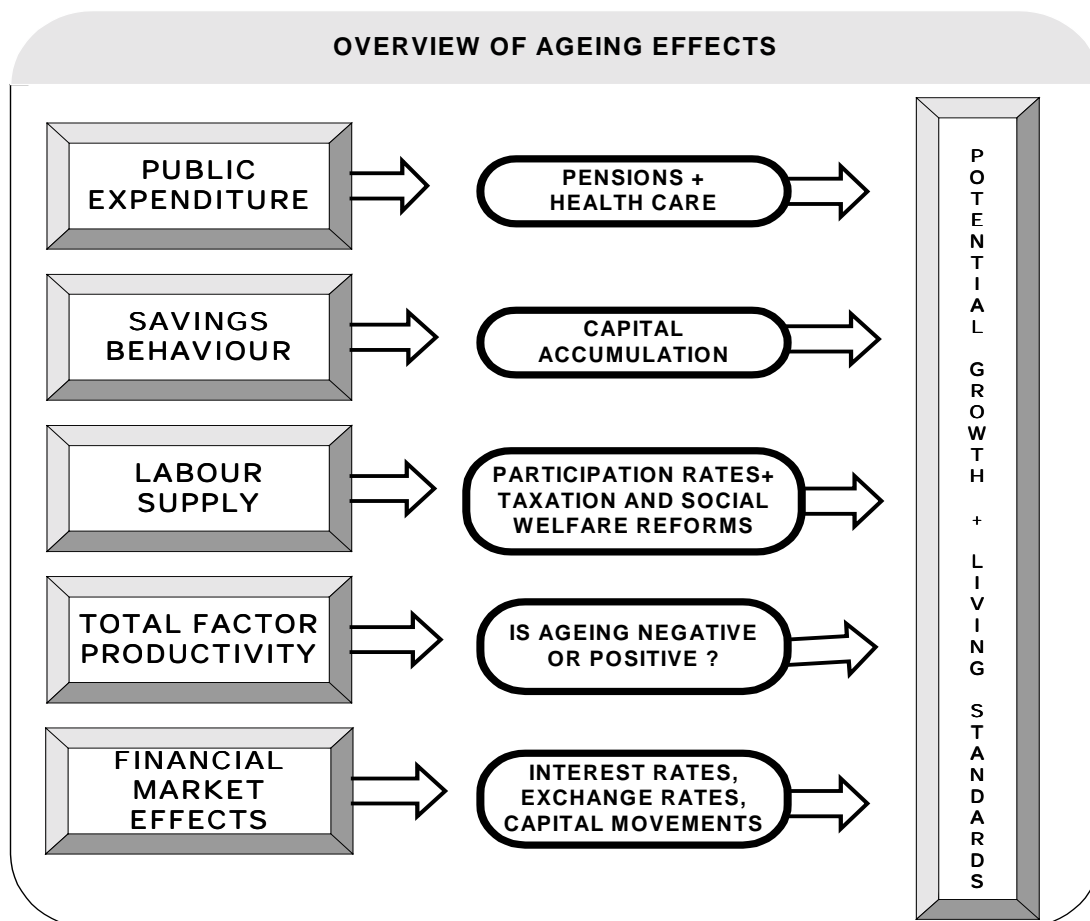 OVERVIEW OF AGEING EFFECTS
PUBLIC
EXPENDITURE
PENSIONS +
HEALTH CARE
SAVINGS
BEHAVIOUR
CAPITAL
ACCUMULATION
LABOUR
SUPPLY
PARTICIPATION RATES+
TAXATION AND SOCIAL
WELFARE REFORMS
TOTAL FACTOR
PRODUCTIVITY
IS AGEING NEGATIVE
OR POSITIVE ?
FINANCIAL
MARKET
EFFECTS
INTEREST RATES,
EXCHANGE RATES,
CAPITAL MOVEMENTS
POTENTIAL GROWTH + LIVING STANDARDS